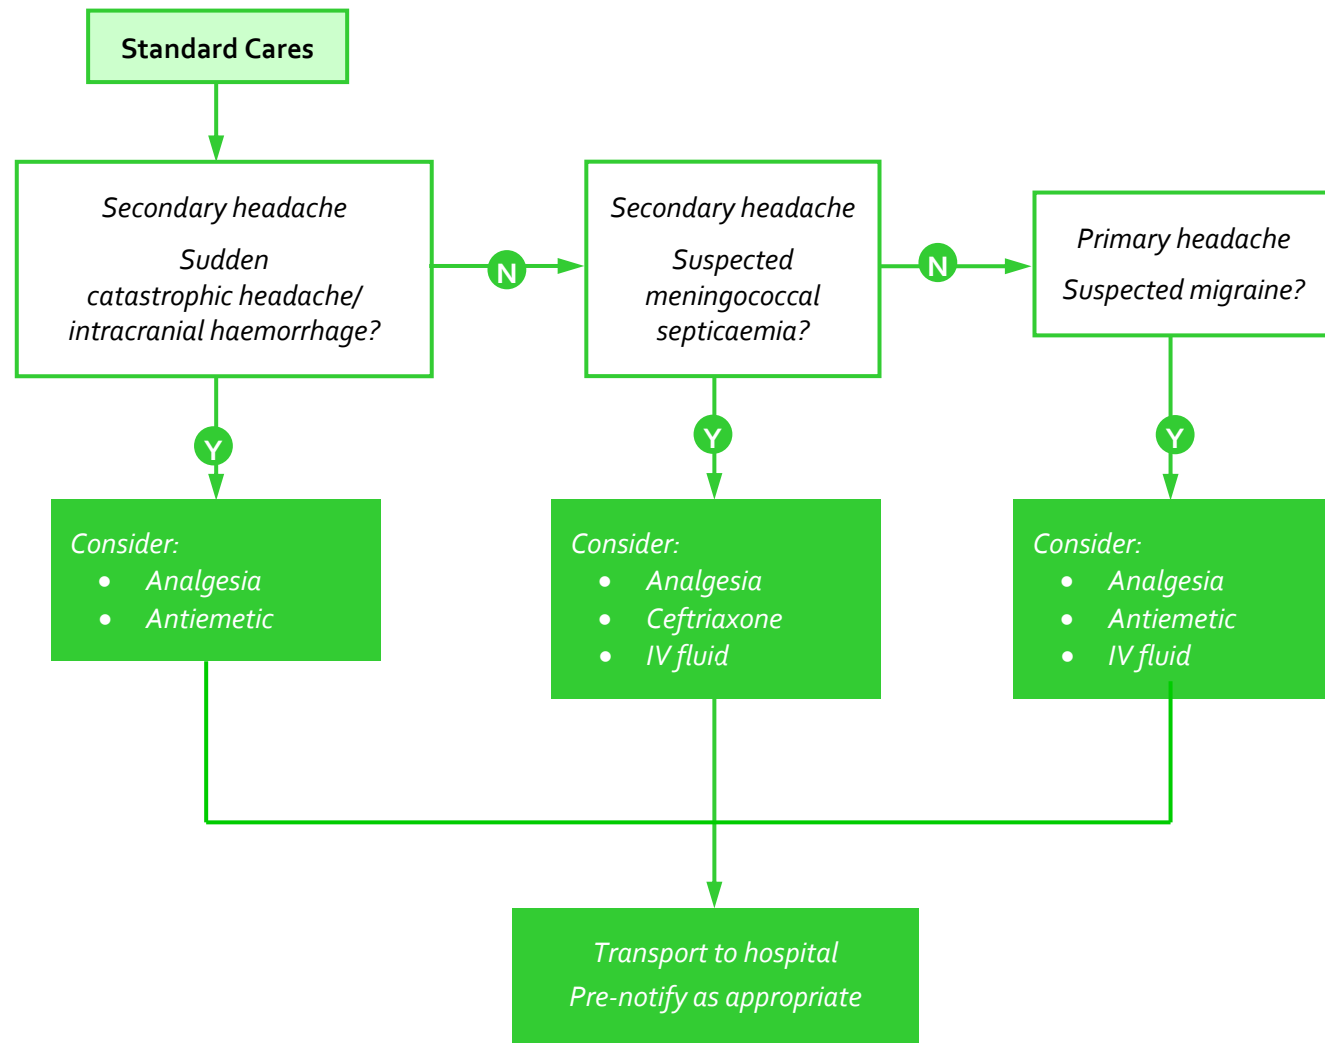 Standard Cares
Secondary headache
Sudden
catastrophic headache/
intracranial haemorrhage?
N
Secondary headache
Suspected
meningococcal
septicaemia?
N
Primary headache
Suspected migraine?
Y
Y
Y
Consider:
• Analgesia
• Antiemetic
Consider:
• Analgesia
• Ceftriaxone
• IV fluid
Consider:
• Analgesia
• Antiemetic
• IV fluid
Transport to hospital
Pre-notify as appropriate